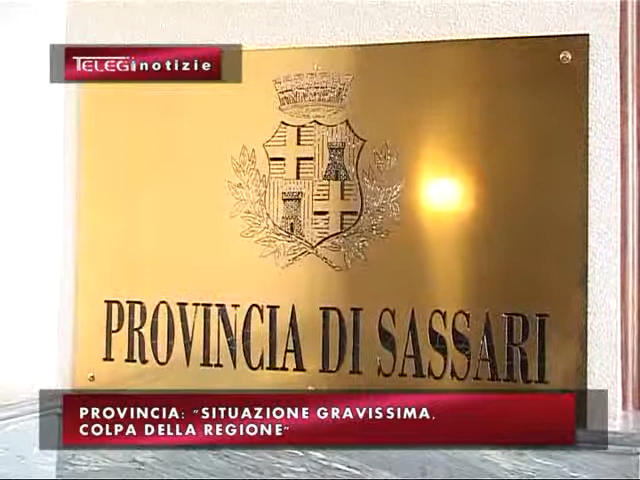 TELEGInotizie
PROVINCIA DI SASSARI
PROVINCIA: "SITUAZIONE GRAVISSIMA,
COLPA DELLA REGIONE"